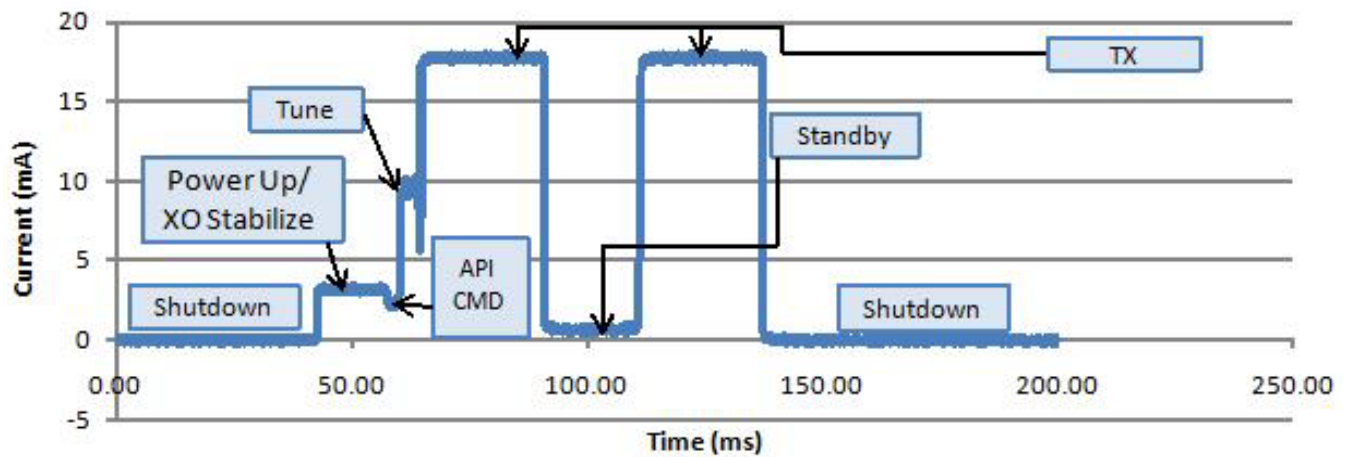 20
15
10
5
0
-5
Current (mA)
Shutdown
Power Up/
XO Stabilize
Tune
API
CMD
TX
Standby
Shutdown
0.00
50.00
100.00
150.00
200.00
250.00
Time (ms)